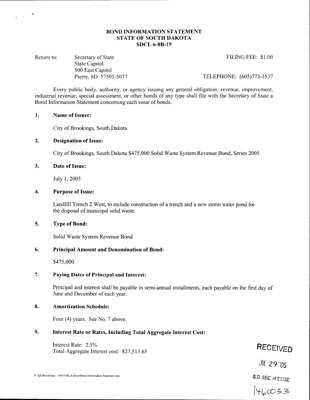 BOND INFORMATION STATEMENT
STATE OF SOUTH DAKOTA
SDCL 6-8B-19
Return to: Secretary of State FILING FEE: $1.00
State Capitol
500 East Capitol
Pierre, SD 57501-5077 TELEPHONE: (605)773-3537
Every public body, authority, or agency issuing any general obligation, revenue, improvement,
industrial revenue, special assessment, or other bonds of any type shall file with the Secretary of State a
Bond Information Statement concerning each issue of bonds.
1. Name of Issuer:
City of Brookings, South Dakota
2. Designation of Issue:
City of Brookings, South Dakota $475,000 Solid Waste System Revenue Bond, Series 2005
3. Date of Issue:
July 1, 2005
4. Purpose of Issue:
Landfill Trench 2 West, to include construction of a trench and a new storm water pond for
the disposal of municipal solid waste.
5. Type of Bond:
Solid Waste System Revenue Bond
6. Principal Amount and Denomination of Bond:
$475,000
7. Paying Dates of Principal and Interest:
Principal and interest shall be payable in semi-annual installments, each payable on the first day of
June and December of each year.
8. Amortization Schedule:
Four (4) years. See No. 7 above.
9. Interest Rate or Rates, Including Total Aggregate Interest Cost:
Interest Rate: 2.5%
Total Aggregate Interest cost: $27,513.65
RECEIVED
JUL 29 '05
S.D. SEC. of STATE
1460033